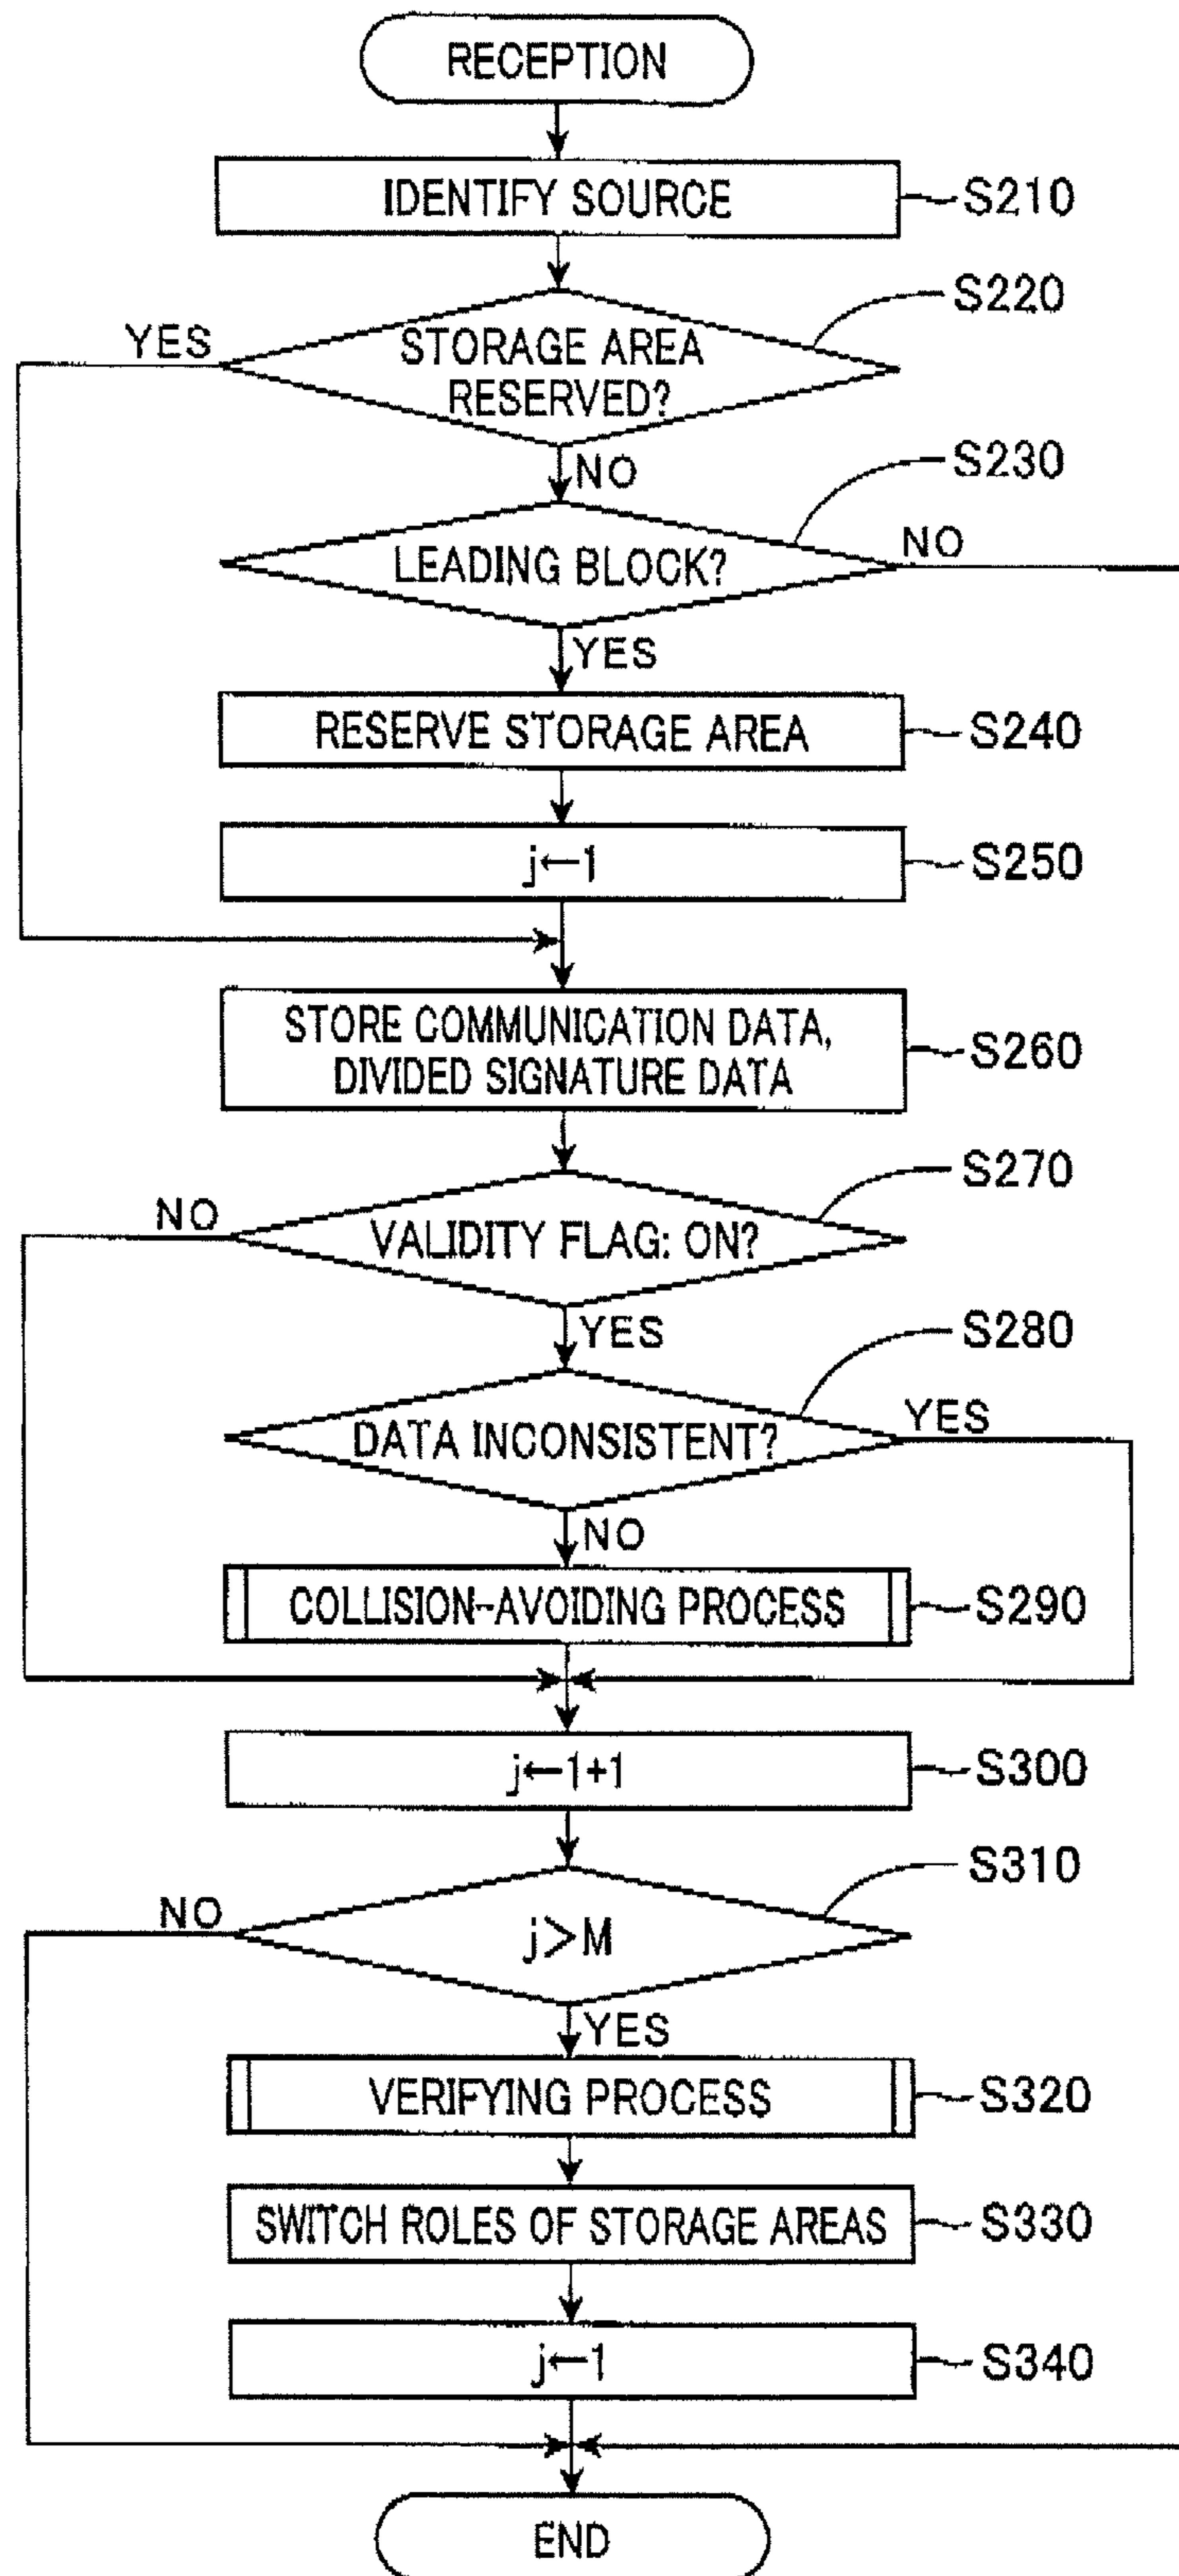 RECEPTION
IDENTIFY SOURCE
S210
S220
YES
STORAGE AREA
RESERVED?
NO
S230
LEADING BLOCK?
NO
YES
RESERVE STORAGE AREA
S240
j←1
S250
STORE COMMUNICATION DATA,
DIVIDED SIGNATURE DATA
S260
S270
NO
VALIDITY FLAG: ON?
YES
S280
DATA INCONSISTENT?
YES
NO
COLLISION-AVOIDING PROCESS
S290
j←1+1
S300
S310
NO
j>M
YES
VERIFYING PROCESS
S320
SWITCH ROLES OF STORAGE AREAS
S330
j←1
S340
END